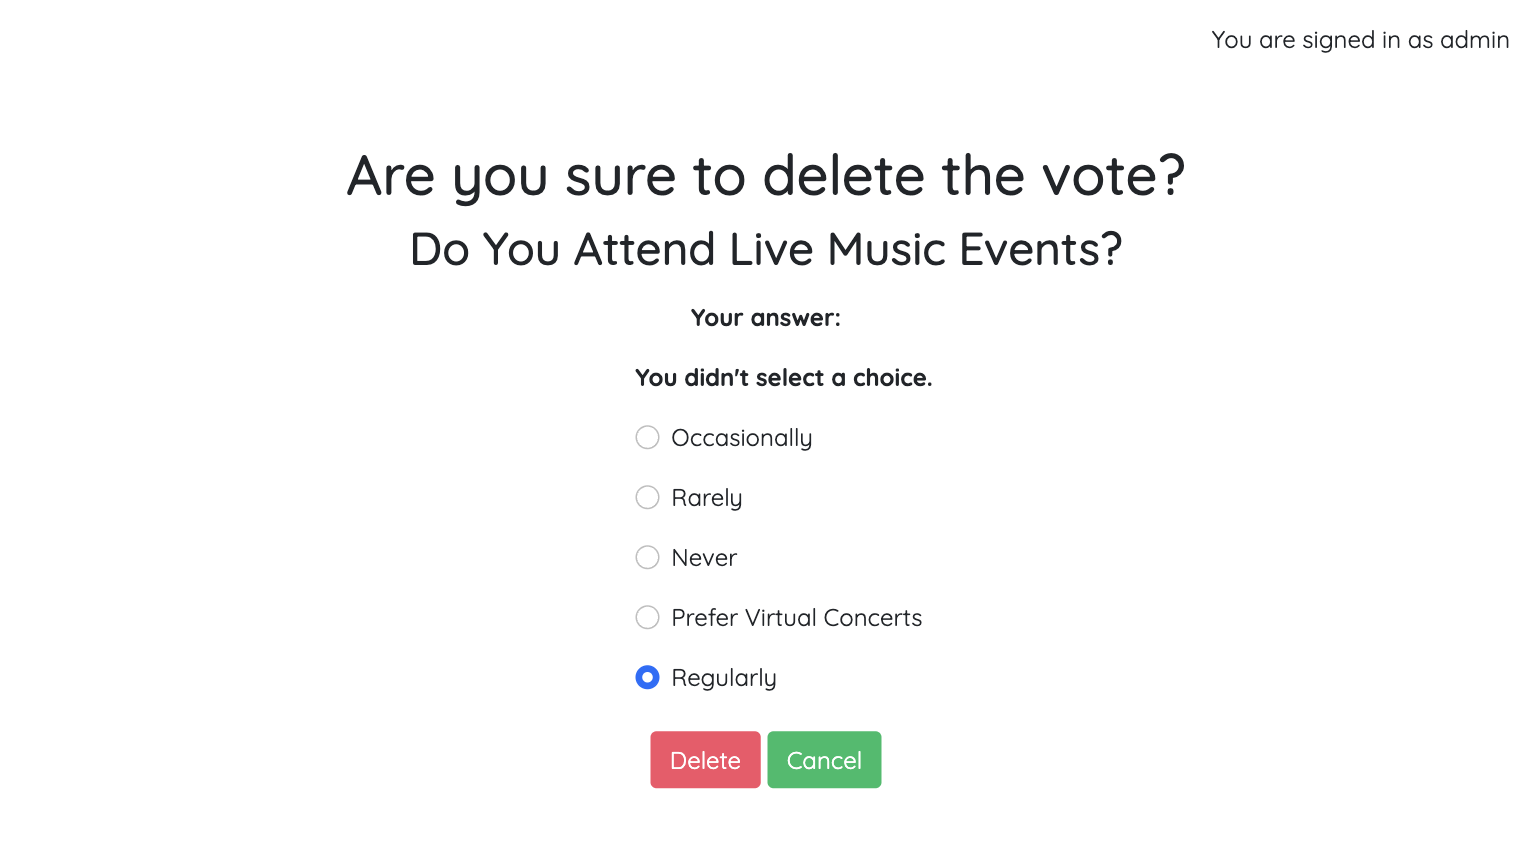 You are signed in as admin
Are you sure to delete the vote?
Do You Attend Live Music Events?
Your answer:
You didn't select a choice.
Occasionally
Rarely
Never
Prefer Virtual Concerts
Regularly
Delete Cancel